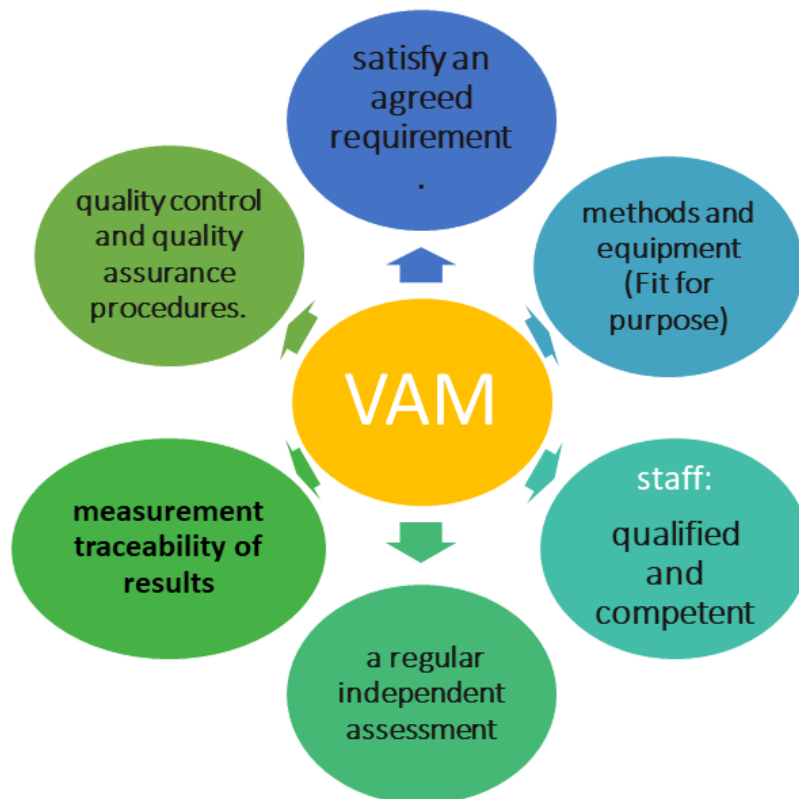 satisfy an
agreed
requirement
.
methods and
equipment
(Fit for
purpose)
staff:
qualified
and
competent
a regular
independent
assessment
measurement
traceability of
results
quality control
and quality
assurance
procedures.
VAM